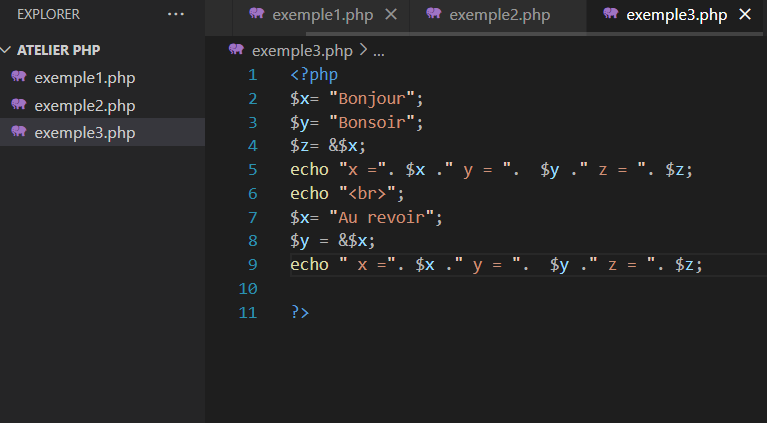 EXPLORER ...
ATELIER PHP
exemple1.php
exemple2.php
exemple3.php
exemple1.php exemple2.php exemple3.php
exemple3.php > ...
1 <?php
2 $x= "Bonjour";
3 $y= "Bonsoir";
4 $z= &$x;
5 echo "x =". $x ." y = ".  $y ." z = ". $z;
6 echo "<br>";
7 $x= "Au revoir";
8 $y = &$x;
9 echo " x =". $x ." y = ".  $y ." z = ". $z;
10
11 ?>